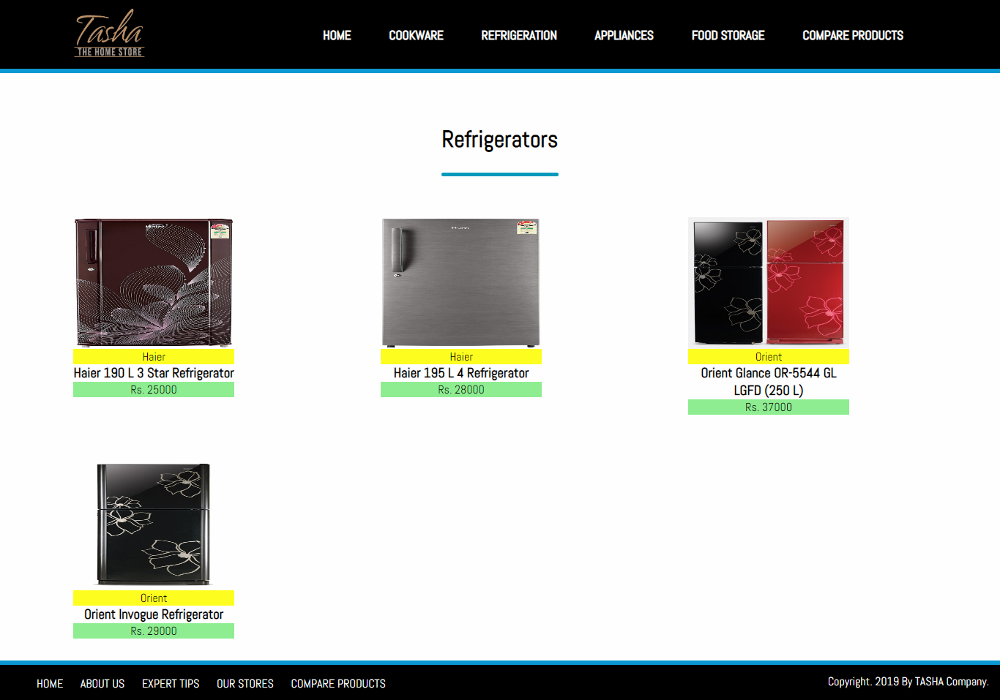 Tasha
THE HOME STORE
HOME COOKWARE REFRIGERATION APPLIANCES FOOD STORAGE COMPARE PRODUCTS
Refrigerators
Haier
Haier 190 L 3 Star Refrigerator
Rs. 25000
Haier
Haier 195 L 4 Refrigerator
Rs. 28000
Orient
Orient Glance OR-5544 GL
LGFD (250 L)
Rs. 37000
Orient
Orient Invogue Refrigerator
Rs. 29000
HOME ABOUT US EXPERT TIPS OUR STORES COMPARE PRODUCTS
Copyright. 2019 By TASHA Company.